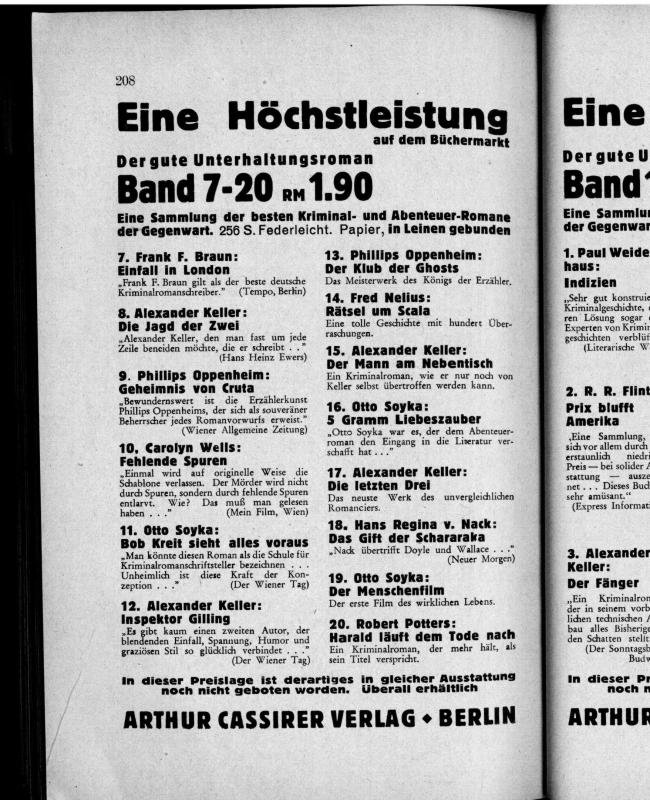 208
Eine Höchstleistung
auf dem Büchermarkt
Der gute Unterhaltungsroman
Band 7-20 RM 1.90
Eine Sammlung der besten Kriminal- und Abenteuer-Romane
der Gegenwart. 256 S. Federleicht. Papier, in Leinen gebunden
7. Frank F. Braun:
Einfall in London
„Frank F. Braun gilt als der beste deutsche
Kriminalromanschreiber.” (Tempo, Berlin)
8. Alexander Keller:
Die Jagd der Zwei
„Alexander Keller, den man fast um jede
Zeile beneiden möchte, die er schreibt . .”
(Hans Heinz Ewers)
9. Phillips Oppenheim:
Geheimnis von Cruta
„Bewundernswert ist die Erzählerkunst
Phillips Oppenheims, der sich als souveräner
Beherrscher jedes Romanvorwurfs erweist.”
(Wiener Allgemeine Zeitung)
10. Carolyn Wells:
Fehlende Spuren
„Einmal wird auf originelle Weise die
Schablone verlassen. Der Mörder wird nicht
durch Spuren, sondern durch fehlende Spuren
entlarvt. Wie? Das muß man gelesen
haben . . .” (Mein Film, Wien)
11. Otto Soyka:
Bob Kreit sieht alles voraus
„Man könnte diesen Roman als die Schule für
Kriminalromanschriftsteller bezeichnen . . .
Unheimlich ist diese Kraft der Kon-
zeption . . .” (Der Wiener Tag)
12. Alexander Keller:
Inspektor Gilling
„Es gibt kaum einen zweiten Autor, der
blendenden Einfall, Spannung, Humor und
graziösen Stil so glücklich verbindet . . .”
(Der Wiener Tag)
13. Phillips Oppenheim:
Der Klub der Ghosts
Das Meisterwerk des Königs der Erzähler.
14. Fred Nelius:
Rätsel um Scala
Eine tolle Geschichte mit hundert Über-
raschungen.
15. Alexander Keller:
Der Mann am Nebentisch
Ein Kriminalroman, wie er nur noch von
Keller selbst übertroffen werden kann.
16. Otto Soyka:
5 Gramm Liebeszauber
„Otto Soyka war es, der dem Abenteuer-
roman den Eingang in die Literatur ver-
schafft hat . . .”
17. Alexander Keller:
Die letzten Drei
Das neuste Werk des unvergleichlichen
Romanciers.
18. Hans Regina v. Nack:
Das Gift der Schararaka
„Nack übertrifft Doyle und Wallace . . .”
(Neuer Morgen)
19. Otto Soyka:
Der Menschenfilm
Der erste Film des wirklichen Lebens.
20. Robert Potters:
Harald läuft dem Tode nach
Ein Kriminalroman, der mehr hält, als
sein Titel verspricht.
In dieser Preislage ist derartiges in gleicher Ausstattung
noch nicht geboten worden. Überall erhältlich
ARTHUR CASSIRER VERLAG ◆ BERLIN
Eine
Der gute
Band
Eine
der
1. Paul Weide
haus:
Indizien
„Sehr gut
Kriminalgeschichte,
ren Lösung sogar
Experten von
geschichten
(Literarische
2. R. R. Flint
Prix blufft
Amerika
„Eine Sammlung,
sich vor allem durch
erstaunlich
Preis — bei solider
stattung —
net . . . Dieses
sehr amüsant.“
(Express
3. Alexander
Keller:
Der Fänger
„Ein
der in seinem
lichen technischen
bau alles
den Schatten stellt
(Der
In dieser
noch